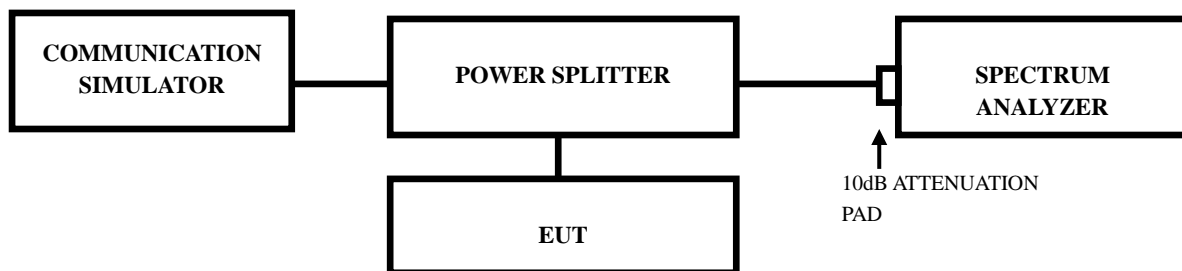 COMMUNICATION
SIMULATOR
POWER SPLITTER
SPECTRUM
ANALYZER
10dB ATTENUATION
PAD
EUT